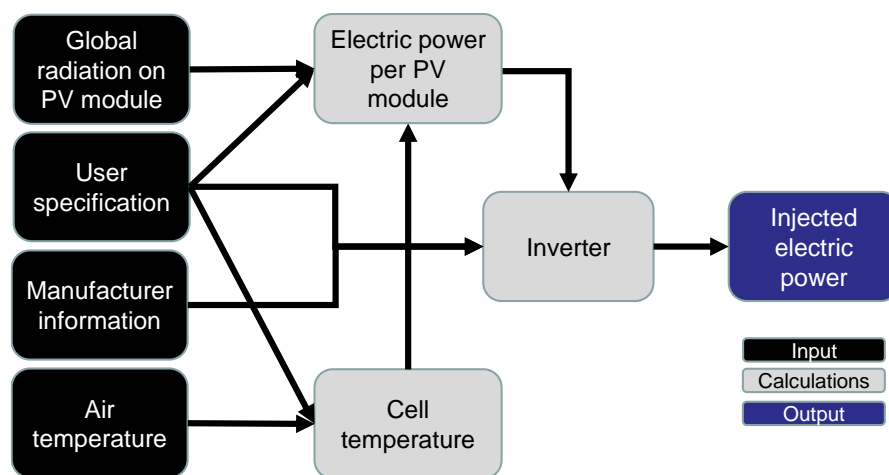 Global
radiation on
PV module
Electric power
per PV
module
User
specification
Inverter
Injected
electric
power
Manufacturer
information
Air
temperature
Cell
temperature
Input
Calculations
Output